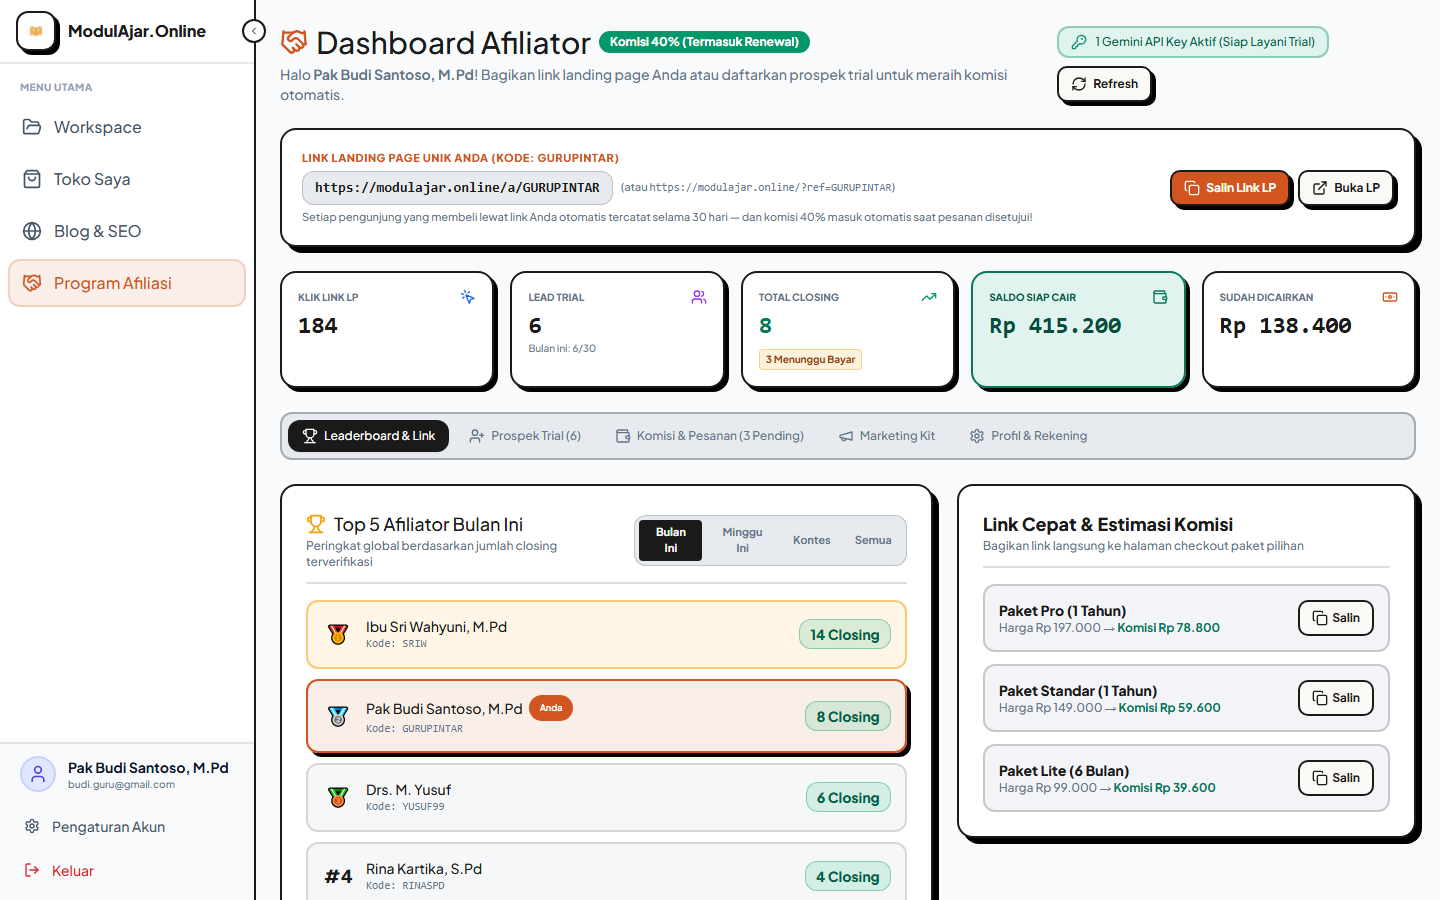 ModulAjar.Online
MENU UTAMA
Workspace
Toko Saya
Blog & SEO
Program Afiliasi
Pak Budi Santoso, M.Pd
budi.guru@gmail.com
Pengaturan Akun
Keluar
Dashboard Afiliator
Komisi 40% (Termasuk Renewal)
Halo Pak Budi Santoso, M.Pd! Bagikan link landing page Anda atau daftarkan prospek trial untuk meraih komisi
otomatis.
1 Gemini API Key Aktif (Siap Layani Trial)
Refresh
LINK LANDING PAGE UNIK ANDA (KODE: GURUPINTAR)
https://modulajar.online/a/GURUPINTAR
(atau https://modulajar.online/?ref=GURUPINTAR)
Setiap pengunjung yang membeli lewat link Anda otomatis tercatat selama 30 hari — dan komisi 40% masuk otomatis saat pesanan disetujui!
Salin Link LP
Buka LP
KLIK LINK LP
184
LEAD TRIAL
6
Bulan ini: 6/30
TOTAL CLOSING
8
3 Menunggu Bayar
SALDO SIAP CAIR
Rp 415.200
SUDAH DICAIRKAN
Rp 138.400
Leaderboard & Link
Prospek Trial (6)
Komisi & Pesanan (3 Pending)
Marketing Kit
Profil & Rekening
Top 5 Afiliator Bulan Ini
Peringkat global berdasarkan jumlah closing
terverifikasi
Bulan
Ini
Minggu
Ini
Kontes
Semua
Ibu Sri Wahyuni, M.Pd
Kode: SRIW
14 Closing
Pak Budi Santoso, M.Pd
Anda
Kode: GURUPINTAR
8 Closing
Drs. M. Yusuf
Kode: YUSUF99
6 Closing
#4
Rina Kartika, S.Pd
Kode: RINASPD
4 Closing
Link Cepat & Estimasi Komisi
Bagikan link langsung ke halaman checkout paket pilihan
Paket Pro (1 Tahun)
Harga Rp 197.000 → Komisi Rp 78.800
Salin
Paket Standar (1 Tahun)
Harga Rp 149.000 → Komisi Rp 59.600
Salin
Paket Lite (6 Bulan)
Harga Rp 99.000 → Komisi Rp 39.600
Salin